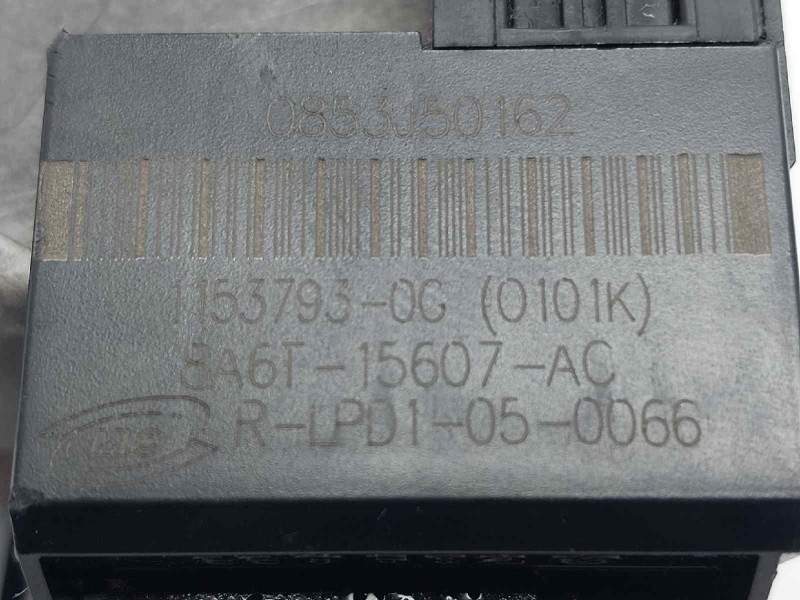 0853J50162
1153793-0G (0101K)
8A6T-15607-AC
R-LPD1-05-0066